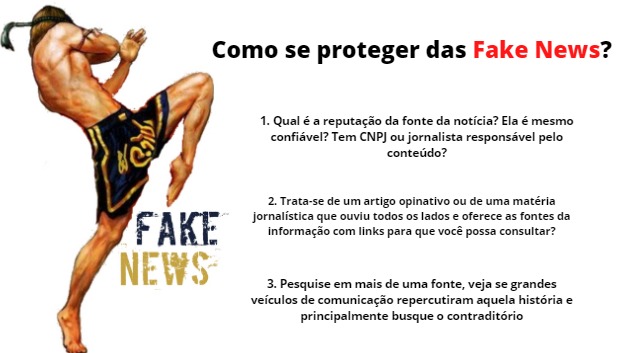 Como se proteger das Fake News?
1. Qual é a reputação da fonte da notícia? Ela é mesmo
confiável? Tem CNPJ ou jornalista responsável pelo
conteúdo?
2. Trata-se de um artigo opinativo ou de uma matéria
jornalística que ouviu todos os lados e oferece as fontes da
informação com links para que você possa consultar?
FAKE
NEWS
3. Pesquise em mais de uma fonte, veja se grandes
veículos de comunicação repercutiram aquela história e
principalmente busque o contraditório